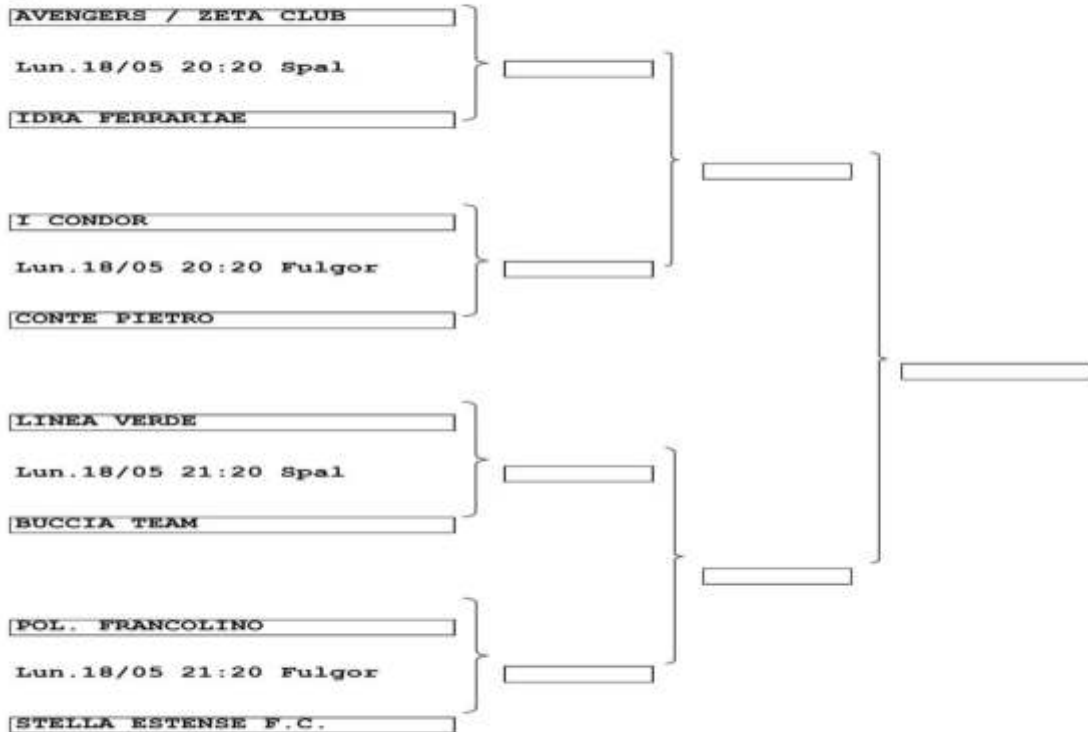 AVENGERS / ZETA CLUB
Lun.18/05 20:20 Spal
IDRA FERRARIAE
I CONDOR
Lun.18/05 20:20 Fulgor
CONTE PIETRO
LINEA VERDE
Lun.18/05 21:20 Spal
BUCCIA TEAM
POL. FRANCOLINO
Lun.18/05 21:20 Fulgor
STELLA ESTENSE F.C.